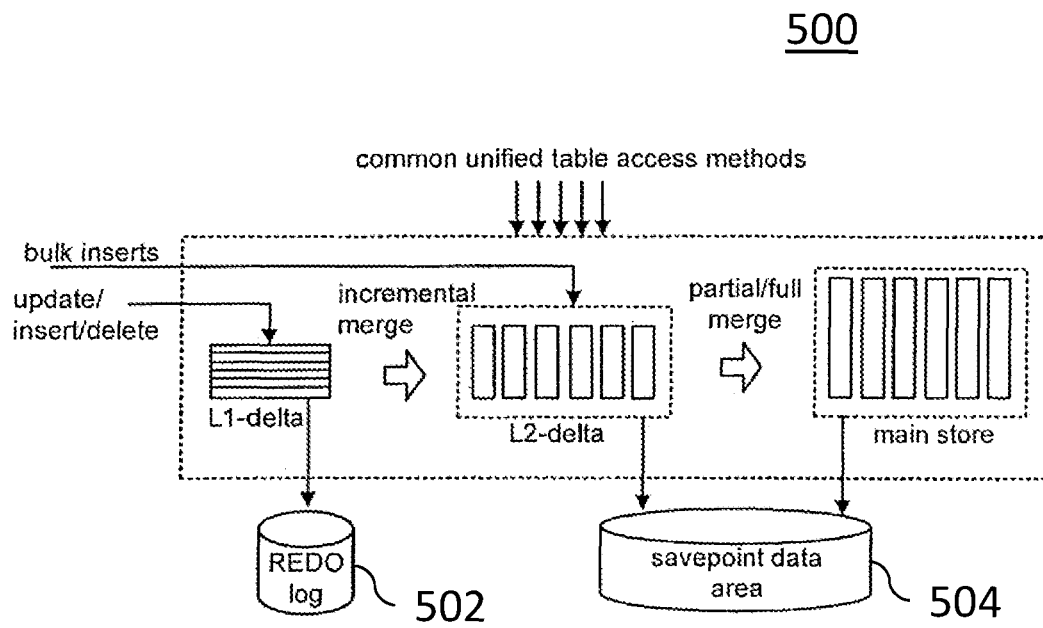 500
common unified table access methods
bulk inserts
update/
insert/delete
incremental
merge
partial/full
merge
L1-delta
L2-delta
main store
REDO
log
502
savepoint data
area
504